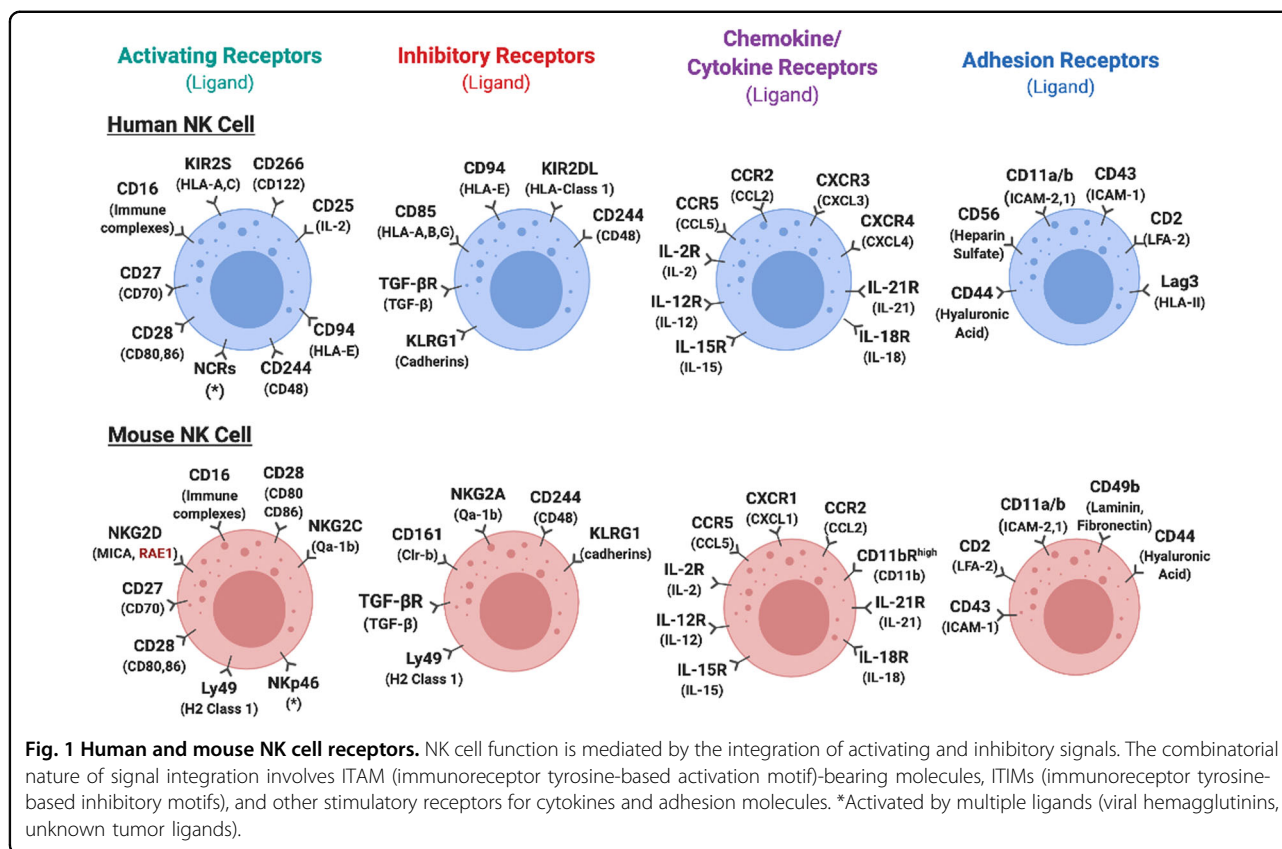 Activating Receptors
(Ligand)
Inhibitory Receptors
(Ligand)
Chemokine/
Cytokine Receptors
(Ligand)
Adhesion Receptors
(Ligand)
Human NK Cell
KIR2S
(HLA-A,C)
CD266
(CD122)
CD16
(Immune
complexes)
CD25
(IL-2)
CD27
(CD70)
CD28
(CD80,86)
NCRs
(*)
CD244
(CD48)
CD94
(HLA-E)
CD94
(HLA-E)
KIR2DL
(HLA-Class 1)
CD85
(HLA-A,B,G)
CD244
(CD48)
TGF-βR
(TGF-β)
KLRG1
(Cadherins)
CCR2
(CCL2)
CXCR3
(CXCL3)
CCR5
(CCL5)
CXCR4
(CXCL4)
IL-2R
(IL-2)
IL-12R
(IL-12)
IL-21R
(IL-21)
IL-15R
(IL-15)
IL-18R
(IL-18)
CD11a/b
(ICAM-2,1)
CD43
(ICAM-1)
CD56
(Heparin
Sulfate)
CD2
(LFA-2)
CD44
(Hyaluronic
Acid)
Lag3
(HLA-II)
Mouse NK Cell
CD16
(Immune
complexes)
CD28
(CD80
CD86)
NKG2D
(MICA, RAE1)
NKG2C
(Qa-1b)
CD27
(CD70)
CD28
(CD80,86)
Ly49
(H2 Class 1)
NKp46
(*)
NKG2A
(Qa-1b)
CD244
(CD48)
CD161
(Clr-b)
KLRG1
(cadherins)
TGF-βR
(TGF-β)
Ly49
(H2 Class 1)
CXCR1
(CXCL1)
CCR2
(CCL2)
CCR5
(CCL5)
CD11bRhigh
(CD11b)
IL-2R
(IL-2)
IL-12R
(IL-12)
IL-21R
(IL-21)
IL-15R
(IL-15)
IL-18R
(IL-18)
CD11a/b
(ICAM-2,1)
CD49b
(Laminin,
Fibronectin)
CD2
(LFA-2)
CD44
(Hyaluronic
Acid)
CD43
(ICAM-1)
Fig. 1 Human and mouse NK cell receptors. NK cell function is mediated by the integration of activating and inhibitory signals. The combinatorial
nature of signal integration involves ITAM (immunoreceptor tyrosine-based activation motif)-bearing molecules, ITIMs (immunoreceptor tyrosine-
based inhibitory motifs), and other stimulatory receptors for cytokines and adhesion molecules. *Activated by multiple ligands (viral hemagglutinins,
unknown tumor ligands).